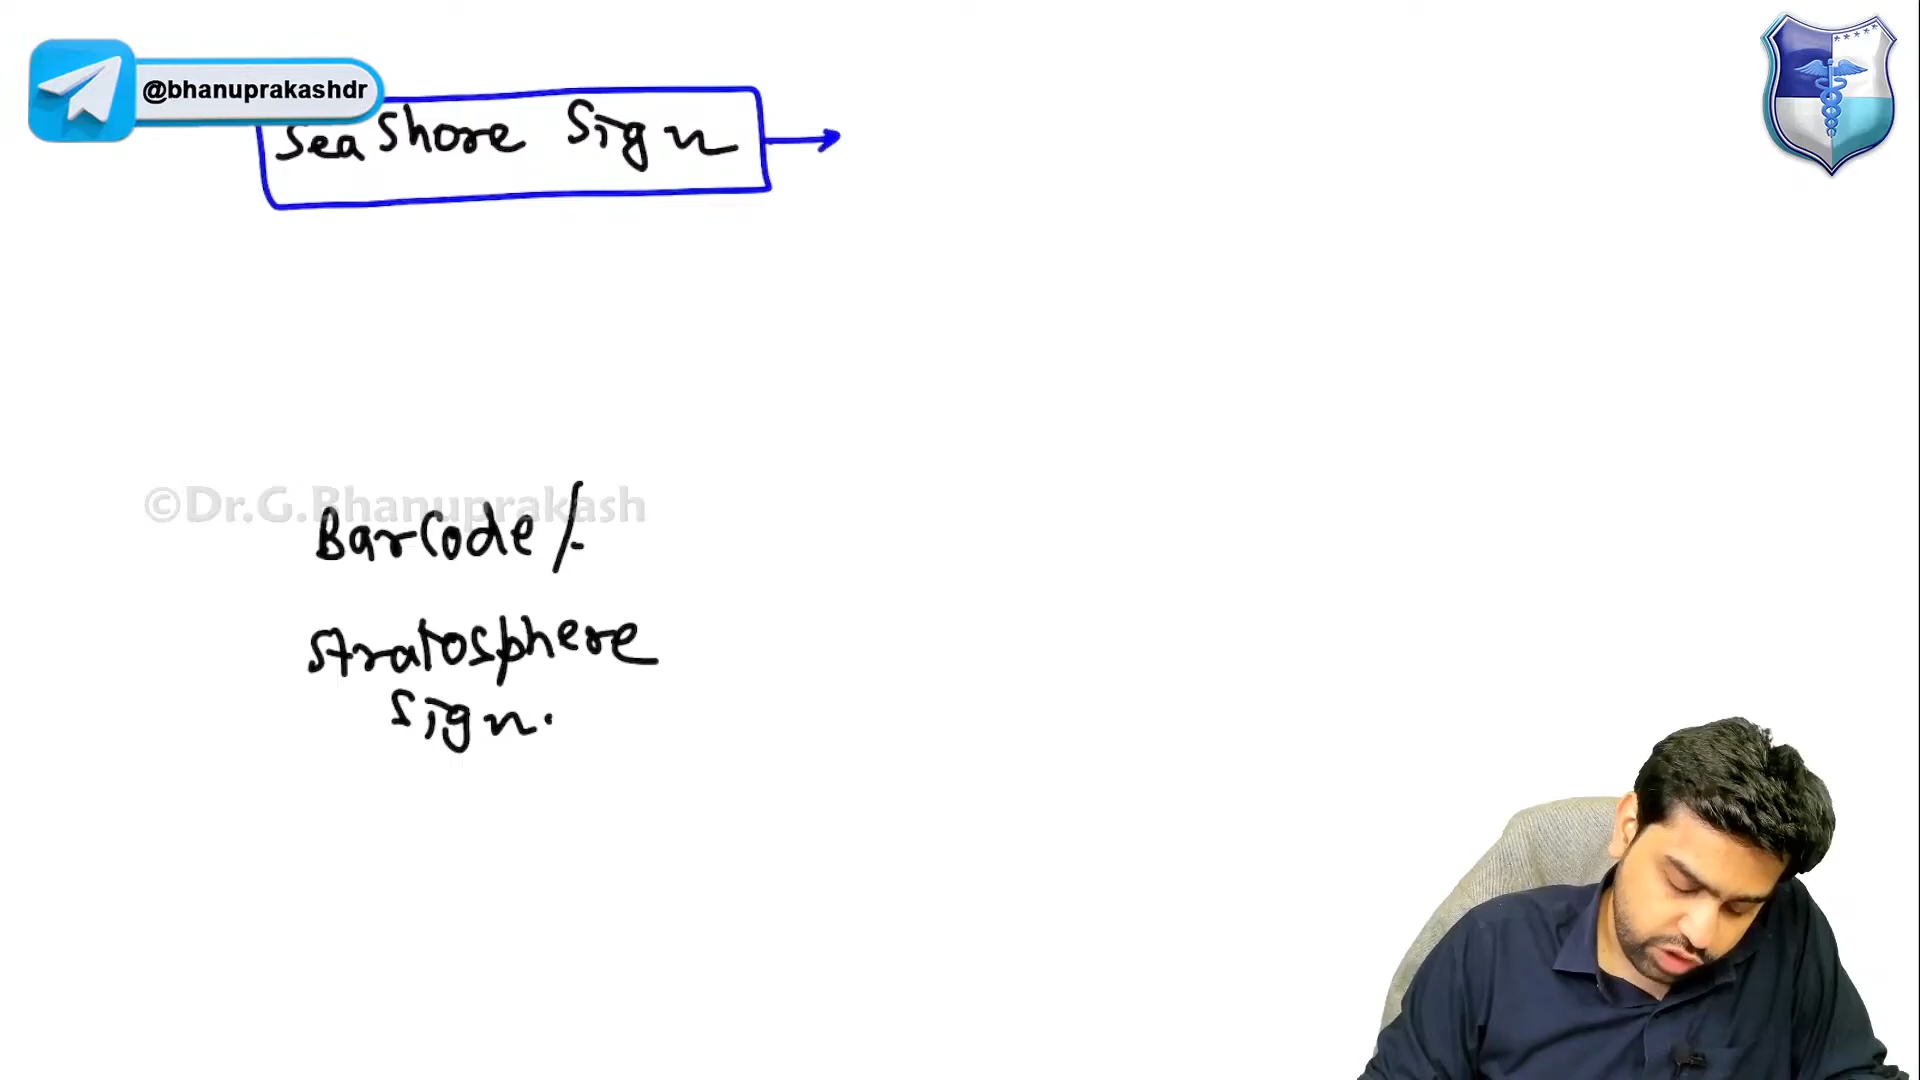 @bhanuprakashdr
Sea Shore Sign
©Dr.G.Bhanuprakash
Barcode /
Stratosphere
Sign.